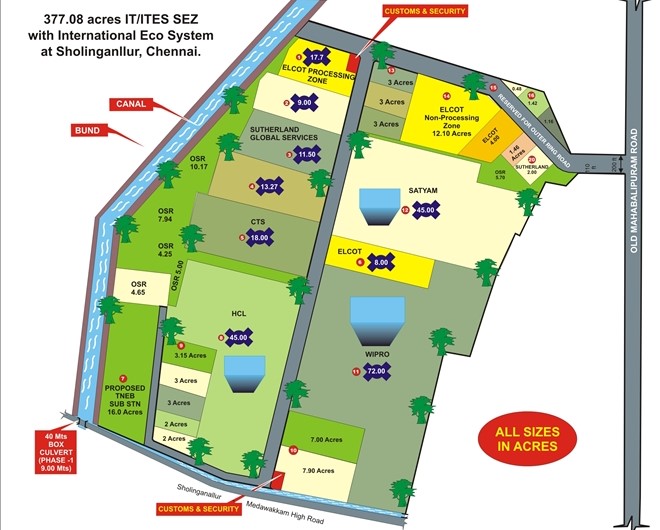 377.08 acres IT/ITES SEZ
with International Eco System
at Sholinganllur, Chennai.
CUSTOMS & SECURITY
CANAL
BUND
1
17.7
ELCOT PROCESSING
ZONE
2
9.00
SUTHERLAND
GLOBAL SERVICES
3
11.50
4
13.27
CTS
5
18.00
OSR
10.17
OSR
7.94
OSR
4.25
OSR 5.00
OSR
4.65
HCL
8
45.00
9
3.15 Acres
3 Acres
3 Acres
2 Acres
2 Acres
7
PROPOSED
TNEB
SUB STN
16.0 Acres
40 Mts
BOX
CULVERT
(PHASE -1
9.00 Mts)
13
3 Acres
3 Acres
3 Acres
14
ELCOT
Non-Processing
Zone
12.10 Acres
15
ELCOT
4.00
0.48
1.42
1.16
RESERVED FOR OUTER RING ROAD
1.46
Acres
20
SUTHERLAND
2.00
OSR
5.70
200 ft
OLD MAHABALIPURAM ROAD
SATYAM
12
45.00
ELCOT
6
8.00
WIPRO
11
72.00
7.00 Acres
10
7.90 Acres
ALL SIZES
IN ACRES
CUSTOMS & SECURITY
Sholinganallur
Medawakkam High Road